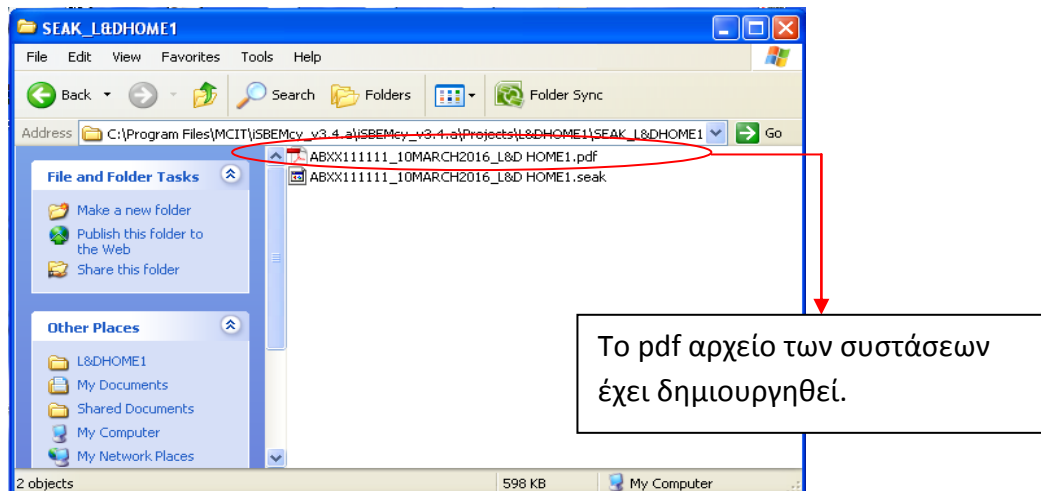 SEAK_L&DHOME1
File Edit View Favorites Tools Help
Back Search Folders Folder Sync
Address C:\Program Files\MCIT\iSBEMcy_v3.4.a\iSBEMcy_v3.4.a\Projects\L&DHOME1\SEAK_L&DHOME1 Go
File and Folder Tasks
Make a new folder
Publish this folder to
the Web
Share this folder
Other Places
L&DHOME1
My Documents
Shared Documents
My Computer
My Network Places
ABXX111111_10MARCH2016_L&D HOME1.pdf
ABXX111111_10MARCH2016_L&D HOME1.seak
Το pdf αρχείο των συστάσεων
έχει δημιουργηθεί.
2 objects 598 KB My Computer